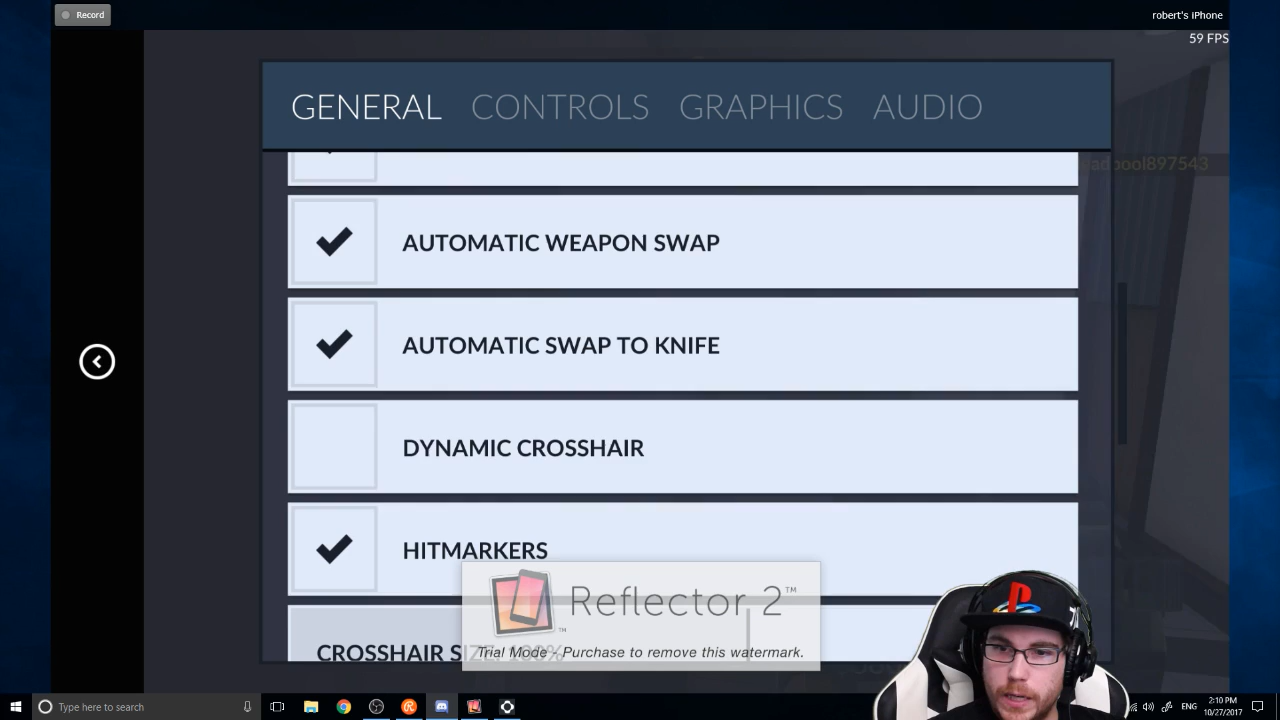 Record
robert's iPhone
59 FPS
GENERAL CONTROLS GRAPHICS AUDIO
AUTOMATIC WEAPON SWAP
AUTOMATIC SWAP TO KNIFE
DYNAMIC CROSSHAIR
HITMARKERS
Reflector 2™
CROSSHAIR
Trial Mode - Purchase to remove this watermark.
Type here to search
ENG
2:10 PM
10/27/2017